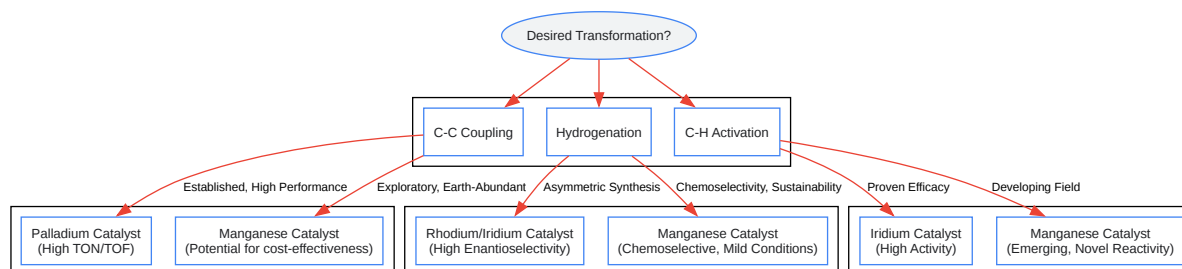 Desired Transformation?
C-C Coupling
Hydrogenation
C-H Activation
Established, High Performance
Exploratory, Earth-Abundant
Asymmetric Synthesis
Chemoselectivity, Sustainability
Proven Efficacy
Developing Field
Palladium Catalyst
(High TON/TOF)
Manganese Catalyst
(Potential for cost-effectiveness)
Rhodium/Iridium Catalyst
(High Enantioselectivity)
Manganese Catalyst
(Chemoselective, Mild Conditions)
Iridium Catalyst
(High Activity)
Manganese Catalyst
(Emerging, Novel Reactivity)